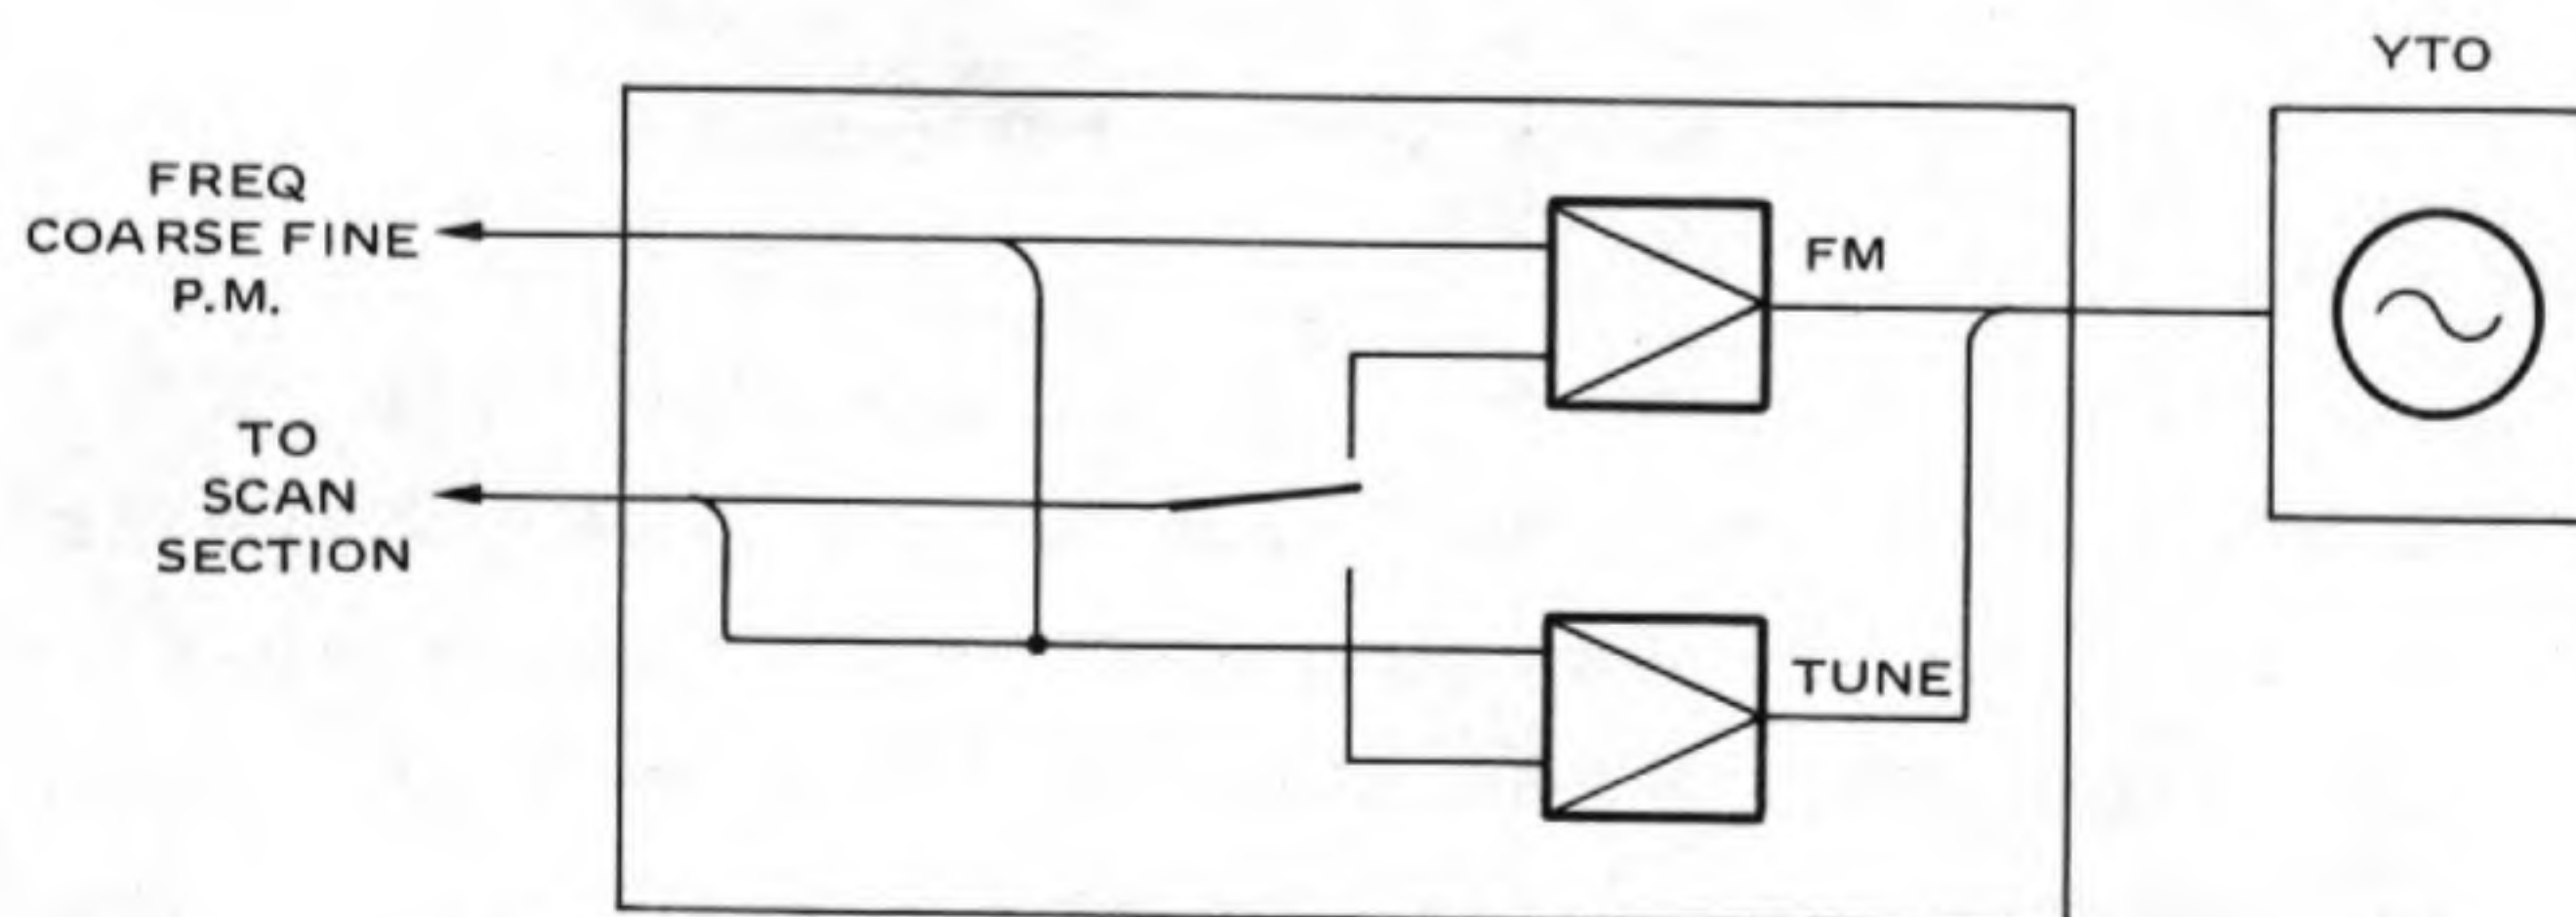 YTO
FREQ
COARSE FINE
P.M.
FM
TO
SCAN
SECTION
TUNE